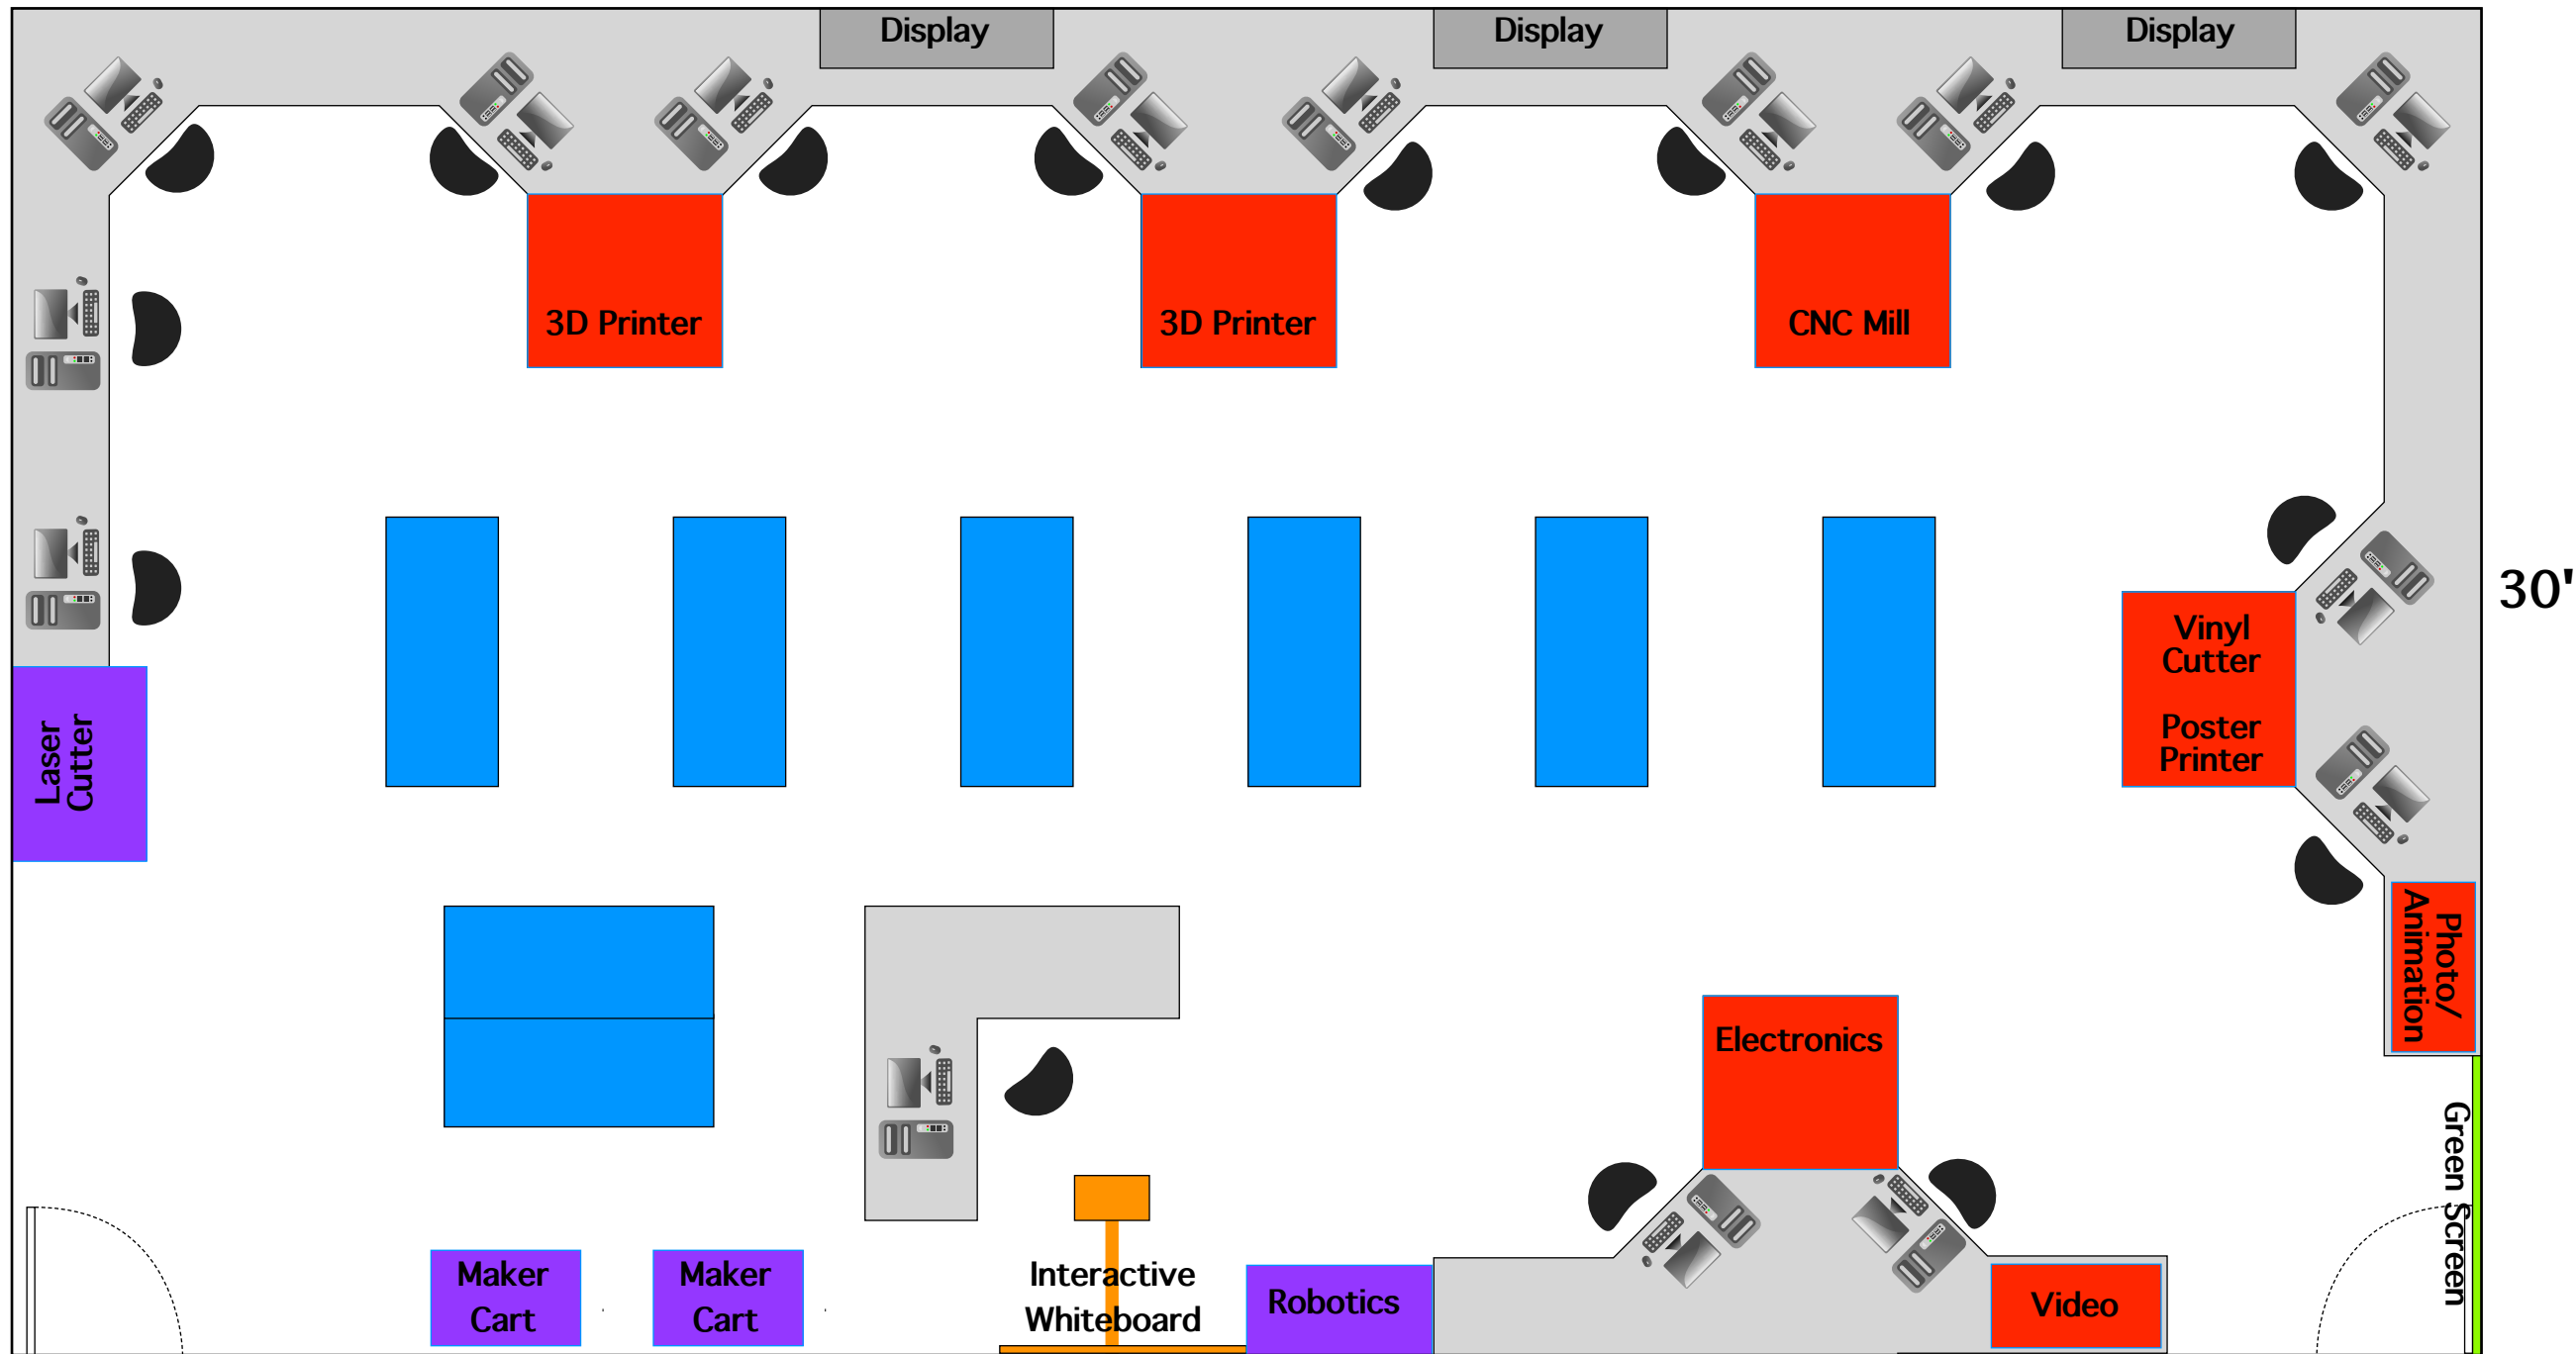 Display
Display
Display
3D Printer
3D Printer
CNC Mill
30'
Vinyl
Cutter
Poster
Printer
Laser
Cutter
Photo/
Animation
Electronics
Green Screen
Maker
Cart
Maker
Cart
Interactive
Whiteboard
Robotics
Video